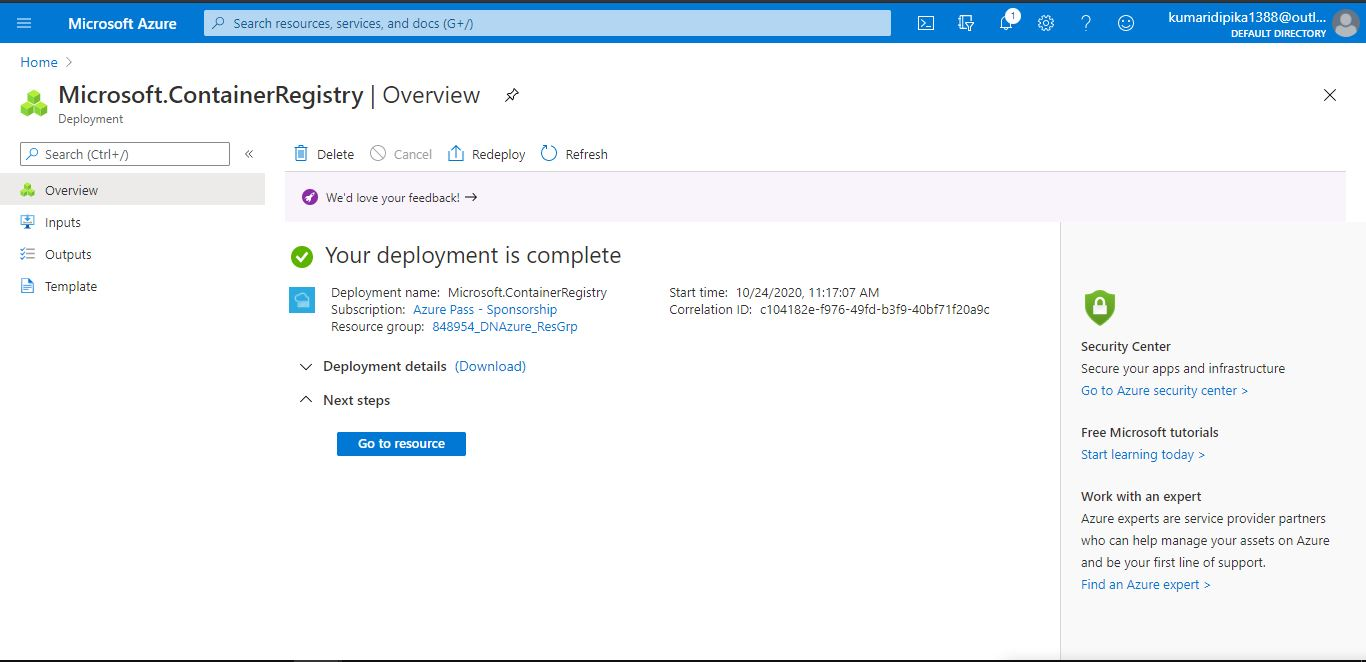 Microsoft Azure
Search resources, services, and docs (G+/)
1
kumaridipika1388@outl...
DEFAULT DIRECTORY
Home
Microsoft.ContainerRegistry | Overview
Deployment
Search (Ctrl+/)
«
Delete
Cancel
Redeploy
Refresh
Overview
Inputs
Outputs
Template
We'd love your feedback! →
Your deployment is complete
Deployment name: Microsoft.ContainerRegistry
Subscription: Azure Pass - Sponsorship
Resource group: 848954_DNAzure_ResGrp
Start time: 10/24/2020, 11:17:07 AM
Correlation ID: c104182e-f976-49fd-b3f9-40bf71f20a9c
Deployment details (Download)
Next steps
Go to resource
Security Center
Secure your apps and infrastructure
Go to Azure security center >
Free Microsoft tutorials
Start learning today >
Work with an expert
Azure experts are service provider partners
who can help manage your assets on Azure
and be your first line of support.
Find an Azure expert >